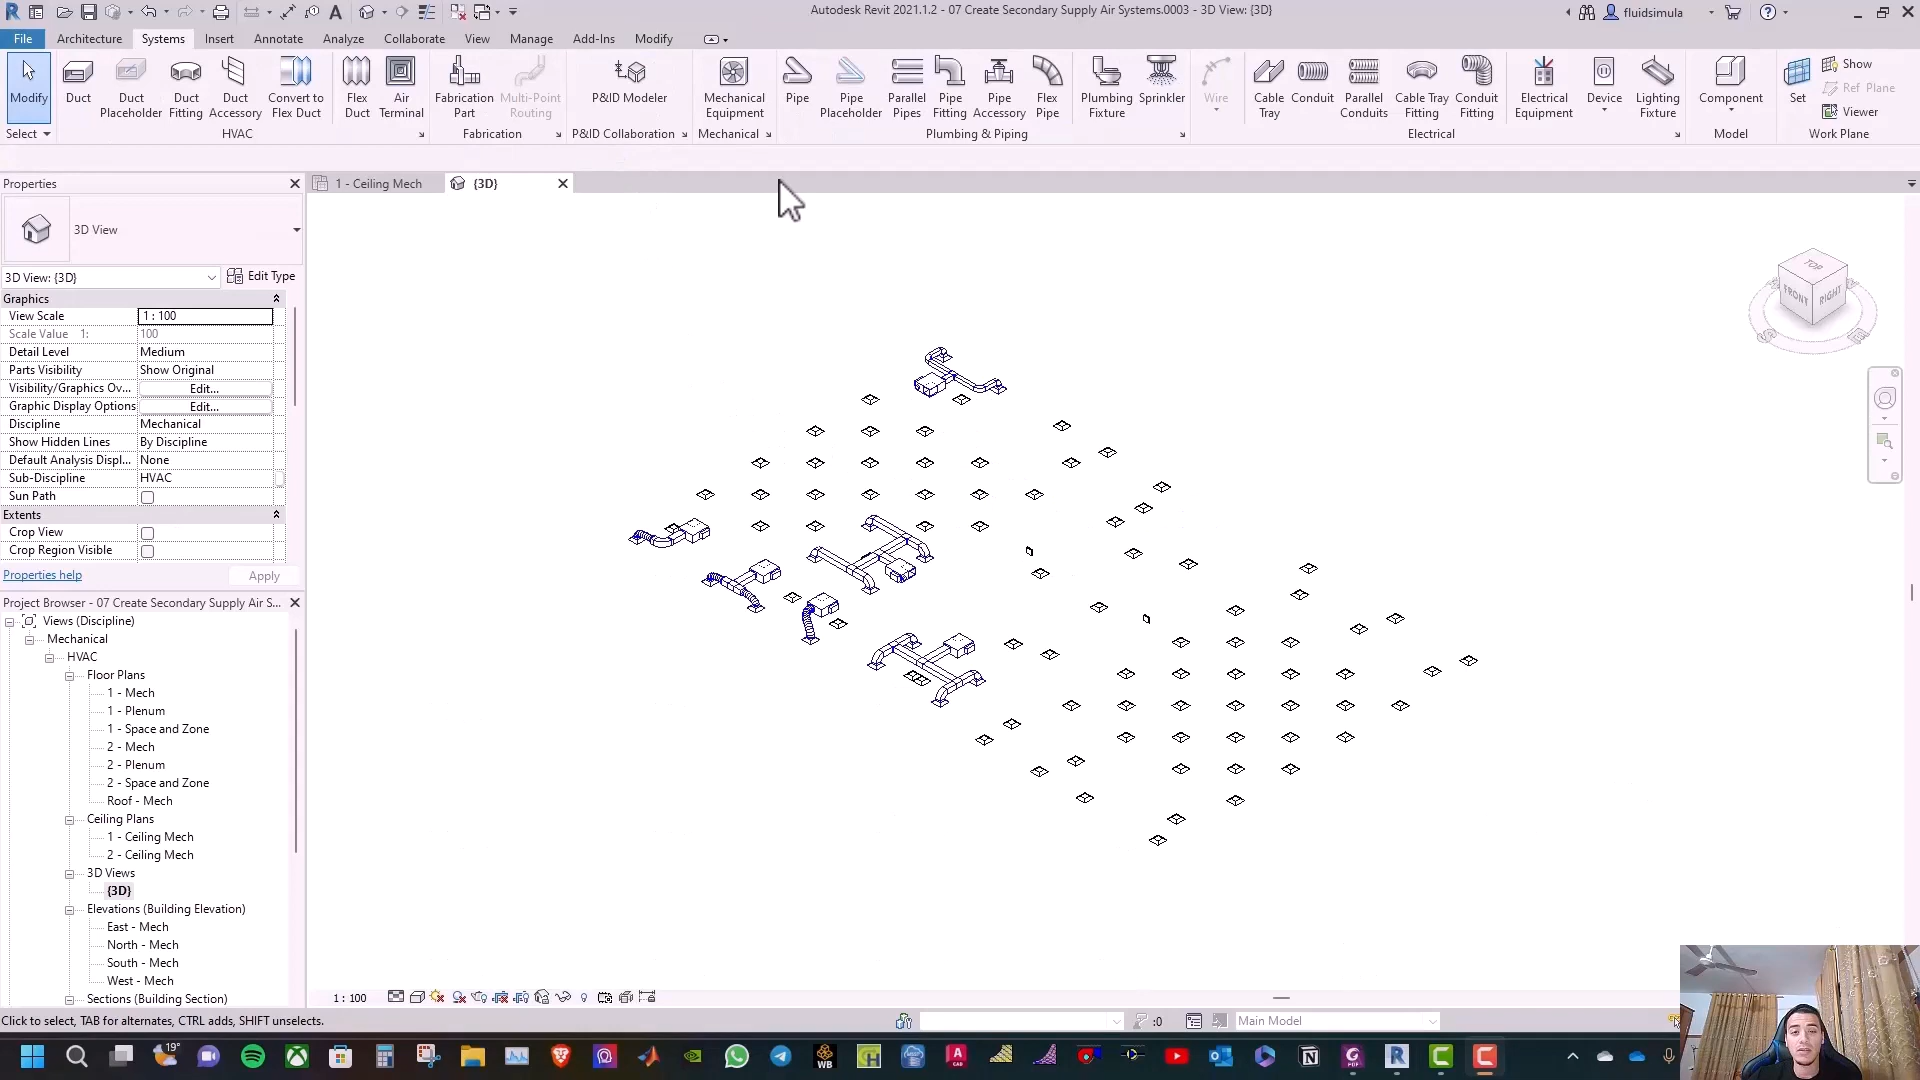 Autodesk Revit 2021.1.2 - 07 Create Secondary Supply Air Systems.0003 - 3D View: {3D}
fluidsimula
File
Architecture
Systems
Insert
Annotate
Analyze
Collaborate
View
Manage
Add-Ins
Modify
Modify
Duct
Duct Placeholder
Duct Fitting
Duct Accessory
Convert to Flex Duct
Flex Duct
Air Terminal
Fabrication Part
Multi-Point Routing
P&ID Modeler
Mechanical Equipment
Pipe
Pipe Placeholder
Parallel Pipes
Pipe Fitting
Pipe Accessory
Flex Pipe
Plumbing Fixture
Sprinkler
Wire
Cable Tray
Conduit
Parallel Conduits
Cable Tray Fitting
Conduit Fitting
Electrical Equipment
Device
Lighting Fixture
Component
Set
Show
Ref Plane
Viewer
Select
HVAC
Fabrication
P&ID Collaboration
Mechanical
Plumbing & Piping
Electrical
Model
Work Plane
Properties
1 - Ceiling Mech
{3D}
3D View
3D View: {3D}
Edit Type
Graphics
View Scale 1 : 100
Scale Value 1: 100
Detail Level Medium
Parts Visibility Show Original
Visibility/Graphics Ov... Edit...
Graphic Display Options Edit...
Discipline Mechanical
Show Hidden Lines By Discipline
Default Analysis Displ... None
Sub-Discipline HVAC
Sun Path
Extents
Crop View
Crop Region Visible
Properties help
Apply
Project Browser - 07 Create Secondary Supply Air S...
Views (Discipline)
Mechanical
HVAC
Floor Plans
1 - Mech
1 - Plenum
1 - Space and Zone
2 - Mech
2 - Plenum
2 - Space and Zone
Roof - Mech
Ceiling Plans
1 - Ceiling Mech
2 - Ceiling Mech
3D Views
{3D}
Elevations (Building Elevation)
East - Mech
North - Mech
South - Mech
West - Mech
Sections (Building Section)
TOP
FRONT
RIGHT
1 : 100
Click to select, TAB for alternates, CTRL adds, SHIFT unselects.
:0
Main Model
19°
WB